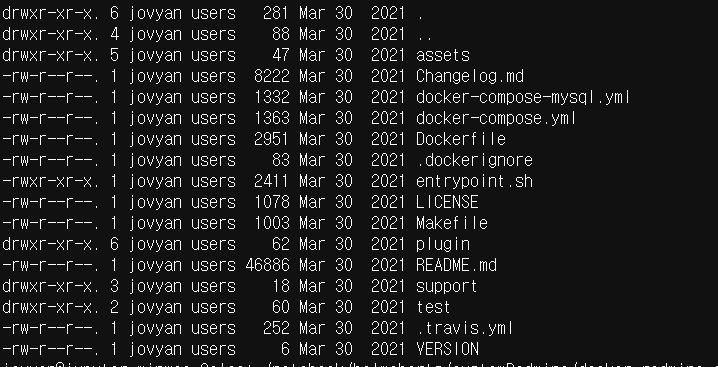 drwxr-xr-x. 6 jovyan users   281 Mar 30  2021 .
drwxr-xr-x. 4 jovyan users    88 Mar 30  2021 ..
drwxr-xr-x. 5 jovyan users    47 Mar 30  2021 assets
-rw-r--r--. 1 jovyan users  8222 Mar 30  2021 Changelog.md
-rw-r--r--. 1 jovyan users  1332 Mar 30  2021 docker-compose-mysql.yml
-rw-r--r--. 1 jovyan users  1363 Mar 30  2021 docker-compose.yml
-rw-r--r--. 1 jovyan users  2951 Mar 30  2021 Dockerfile
-rw-r--r--. 1 jovyan users    83 Mar 30  2021 .dockerignore
-rwxr-xr-x. 1 jovyan users  2411 Mar 30  2021 entrypoint.sh
-rw-r--r--. 1 jovyan users  1078 Mar 30  2021 LICENSE
-rw-r--r--. 1 jovyan users  1003 Mar 30  2021 Makefile
drwxr-xr-x. 6 jovyan users    62 Mar 30  2021 plugin
-rw-r--r--. 1 jovyan users 46886 Mar 30  2021 README.md
drwxr-xr-x. 3 jovyan users    18 Mar 30  2021 support
drwxr-xr-x. 2 jovyan users    60 Mar 30  2021 test
-rw-r--r--. 1 jovyan users   252 Mar 30  2021 .travis.yml
-rw-r--r--. 1 jovyan users     6 Mar 30  2021 VERSION